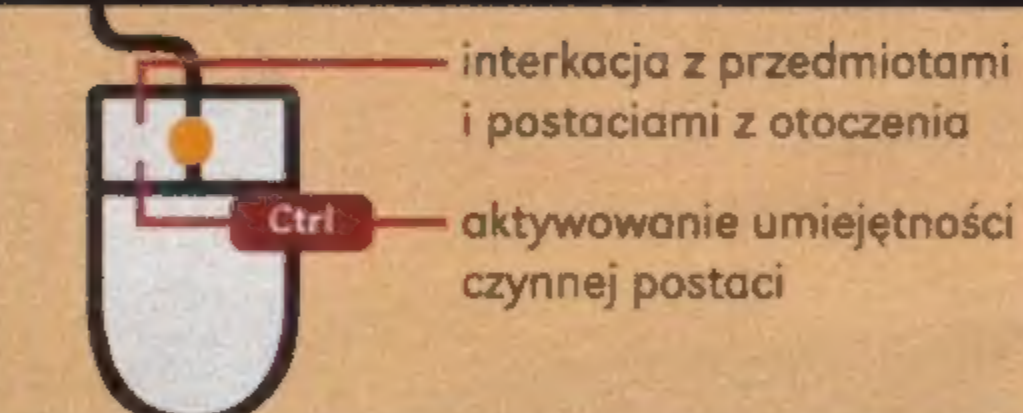 interkacja z przedmiotami
i postaciami z otoczenia
Ctrl
aktywowanie umiejętności
czynnej postaci